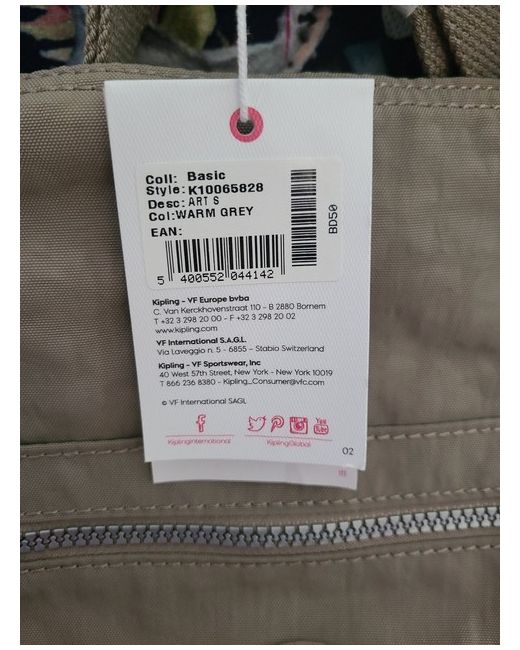 Coll: Basic
Style: K10065828
Desc: ART S
Col: WARM GREY
EAN:
5 400552 044142
BD50
Kipling - VF Europe bvba
C. Van Kerckhovenstraat 110 - B 2880 Bornem
T +32 3 298 20 00 - F +32 3 298 20 02
www.kipling.com
VF International S.A.G.L.
Via Laveggio n. 5 - 6855 - Stabio Switzerland
Kipling - VF Sportswear, Inc
40 West 57th Street, New York - New York 10019
T 866 236 8380 - Kipling_Consumer@vfc.com
© VF International SAGL
You
Tube
KiplingInternational
KiplingGlobal
02